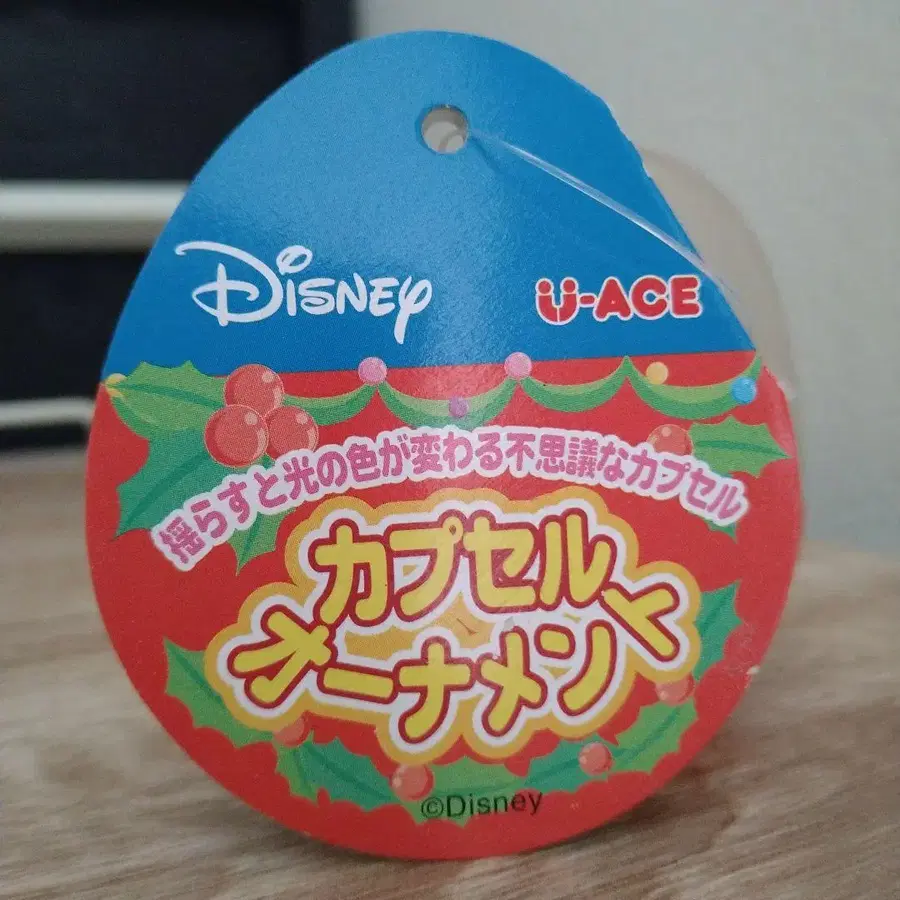 Disney
U-ACE
揺らすと光の色が変わる不思議なカプセル
カプセル
オーナメント
©Disney